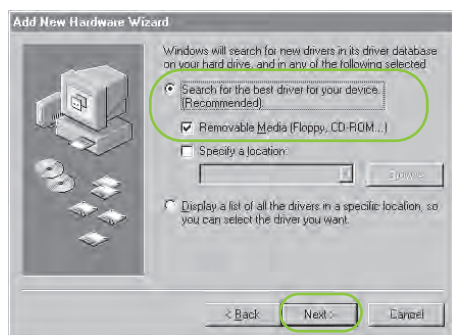 Add New Hardware Wizard
Windows will search for new drivers in its driver database
on your hard drive, and in any of the following selected
Search for the best driver for your device.
(Recommended).
Removable Media (Floppy, CD-ROM...)
Specify a location:
Browse
Display a list of all the drivers in a specific location, so
you can select the driver you want.
< Back
Next >
Cancel